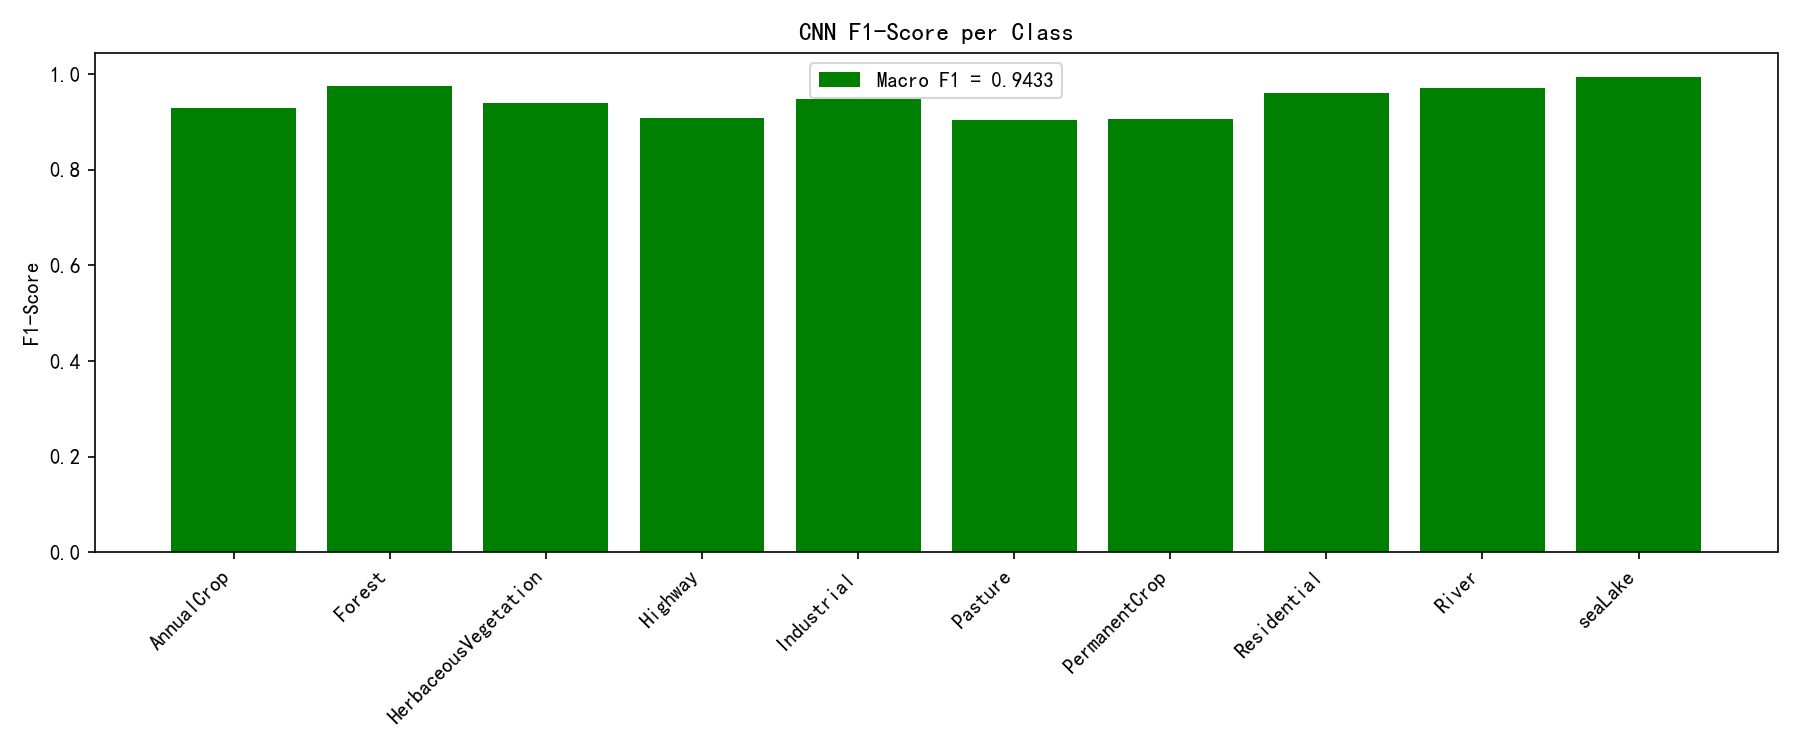 CNN F1-Score per Class
Macro F1 = 0.9433
F1-Score
1.0
0.8
0.6
0.4
0.2
0.0
AnnualCrop
Forest
HerbaceousVegetation
Highway
Industrial
Pasture
PermanentCrop
Residential
River
seaLake